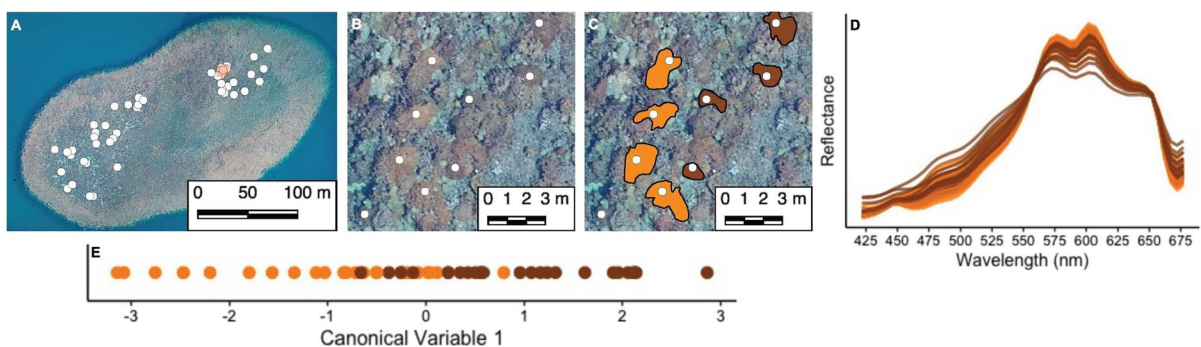 A
0 50 100 m
B
0 1 2 3 m
C
0 1 2 3 m
D
Reflectance
425 450 475 500 525 550 575 600 625 650 675
Wavelength (nm)
E
-3 -2 -1 0 1 2 3
Canonical Variable 1